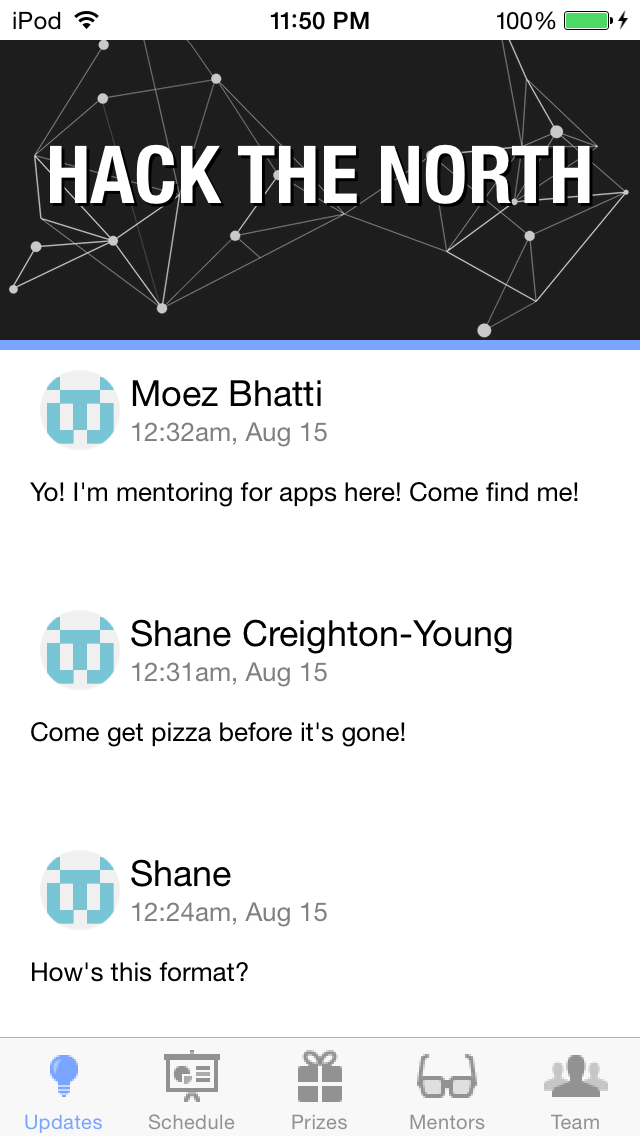 iPod 11:50 PM 100%
HACK THE NORTH
Moez Bhatti
12:32am, Aug 15
Yo! I'm mentoring for apps here! Come find me!
Shane Creighton-Young
12:31am, Aug 15
Come get pizza before it's gone!
Shane
12:24am, Aug 15
How's this format?
Updates Schedule Prizes Mentors Team